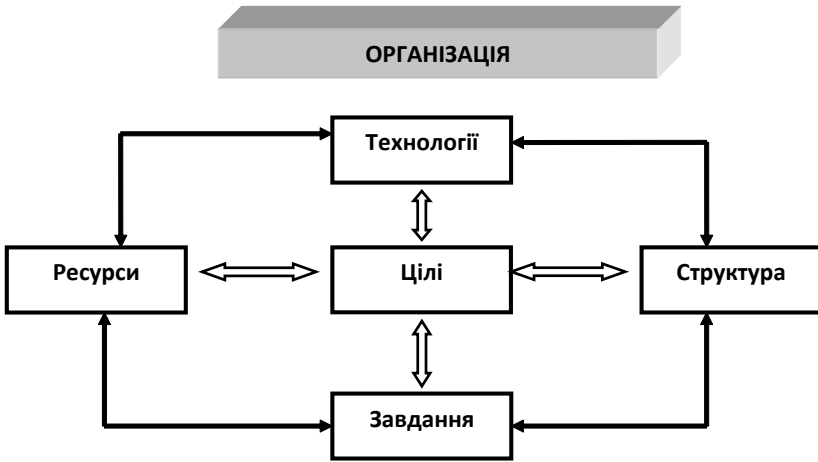 ОРГАНІЗАЦІЯ
Технології
Ресурси
Цілі
Структура
Завдання